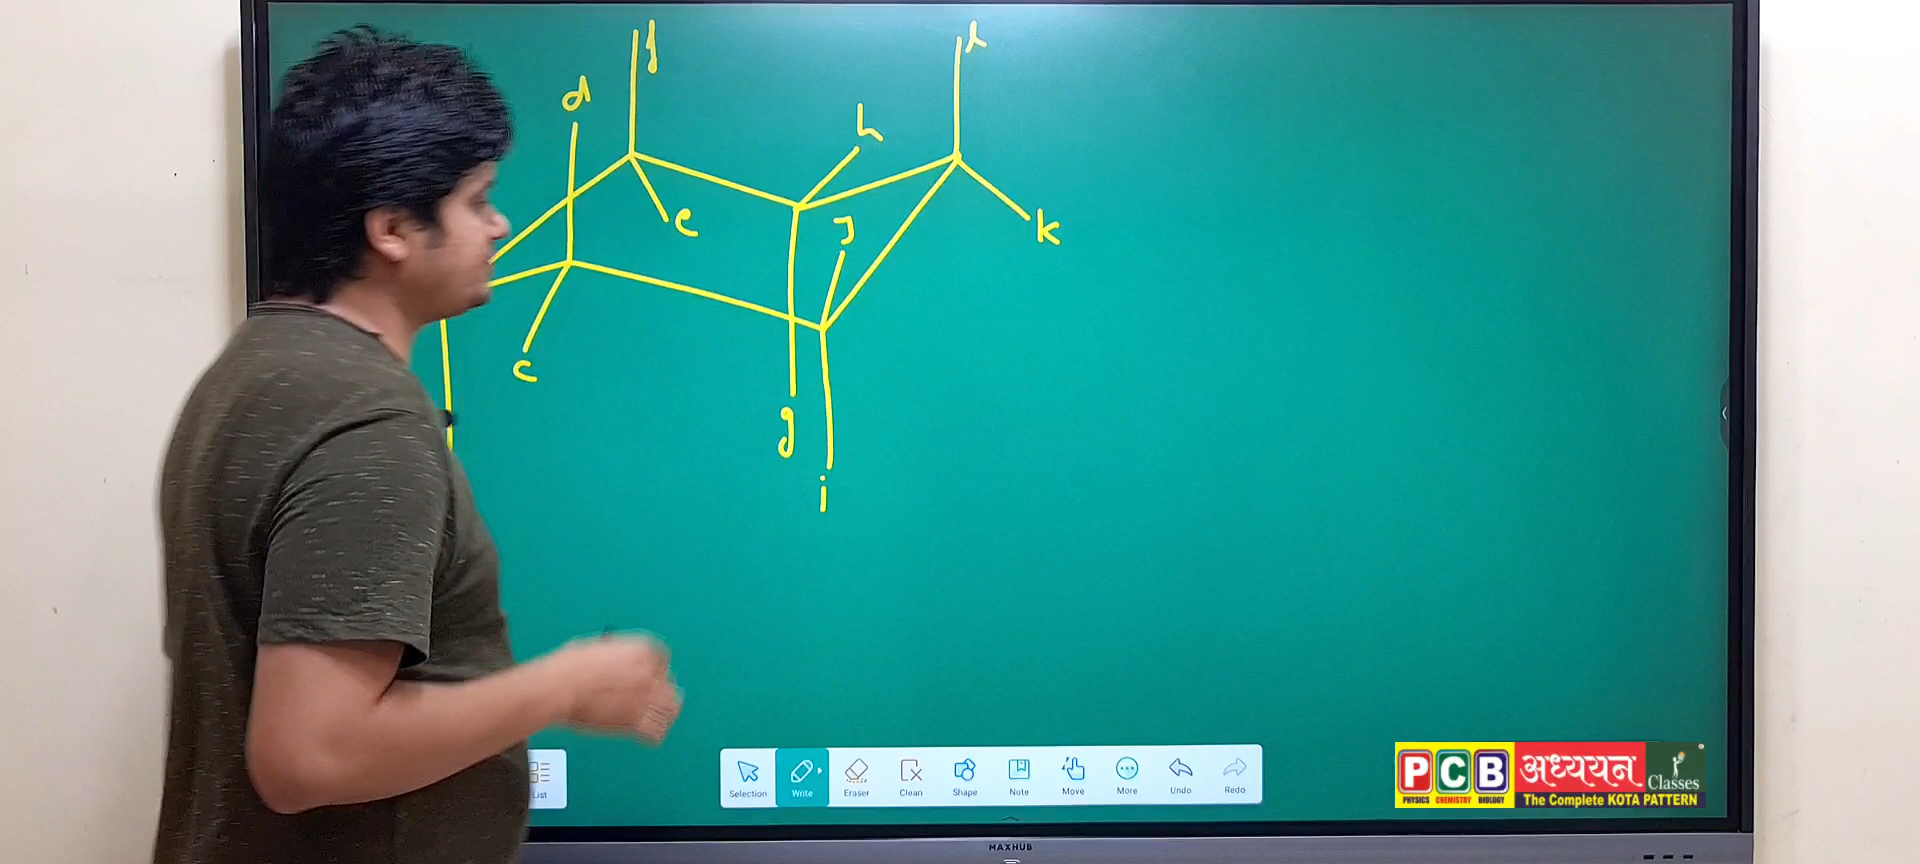 f
l
d
h
e
J
k
c
g
i
List
Selection
Write
Eraser
Clean
Shape
Note
Move
More
Undo
Redo
PCB
PHYSICS CHEMISTRY BIOLOGY
अध्ययन Classes
The Complete KOTA PATTERN
MAXHUB